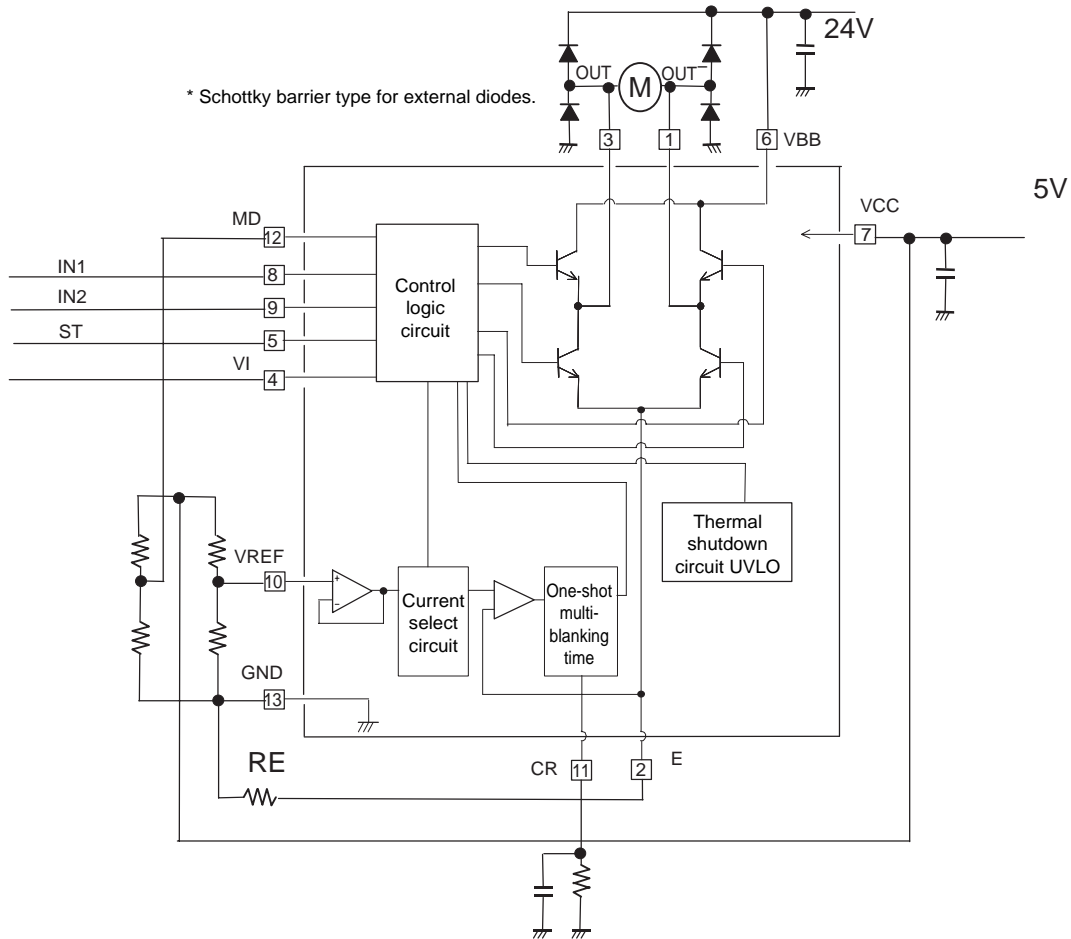 24V
OUT
M
OUT–
* Schottky barrier type for external diodes.
3
1
6
VBB
5V
MD
12
VCC
7
IN1
8
IN2
9
ST
5
VI
4
Control
logic
circuit
Thermal
shutdown
circuit UVLO
VREF
10
+
–
Current
select
circuit
One-shot
multi-
blanking
time
GND
13
RE
CR
11
2
E